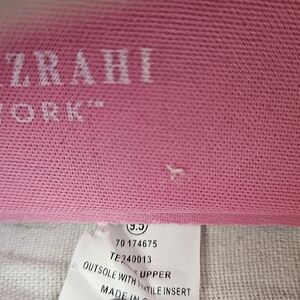 ZRAHI
YORK™
9.5
70 174675
TE240013
UPPER
OUTSOLE WITH TEXTILE INSERT
MADE IN